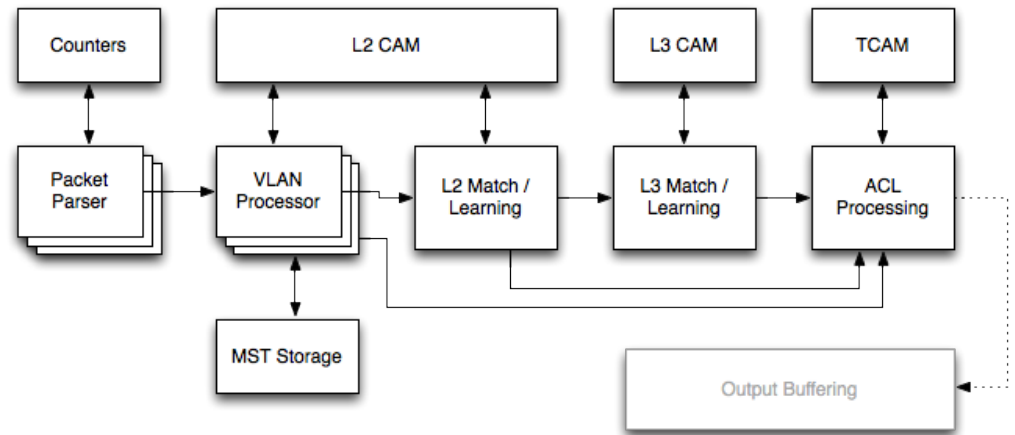 Counters
L2 CAM
L3 CAM
TCAM
Packet
Parser
VLAN
Processor
L2 Match /
Learning
L3 Match /
Learning
ACL
Processing
MST Storage
Output Buffering